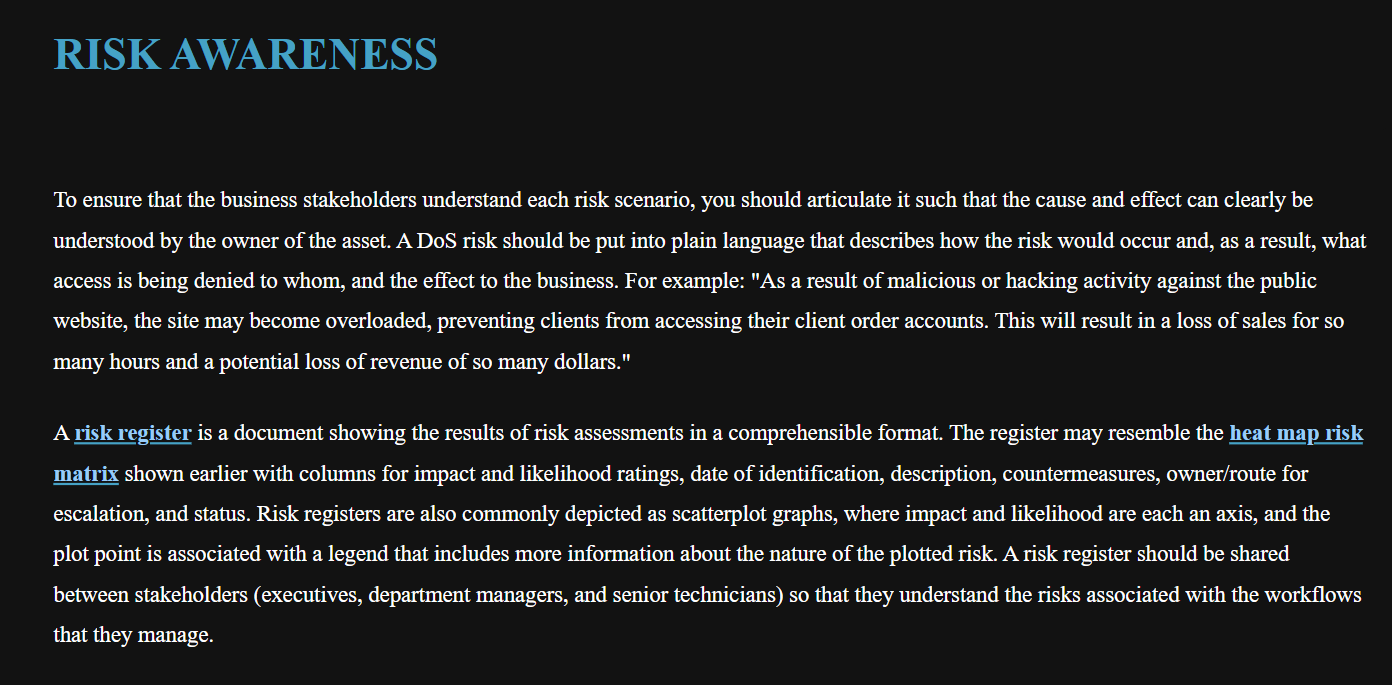 RISK AWARENESS
To ensure that the business stakeholders understand each risk scenario, you should articulate it such that the cause and effect can clearly be
understood by the owner of the asset. A DoS risk should be put into plain language that describes how the risk would occur and, as a result, what
access is being denied to whom, and the effect to the business. For example: "As a result of malicious or hacking activity against the public
website, the site may become overloaded, preventing clients from accessing their client order accounts. This will result in a loss of sales for so
many hours and a potential loss of revenue of so many dollars."
A risk register is a document showing the results of risk assessments in a comprehensible format. The register may resemble the heat map risk
matrix shown earlier with columns for impact and likelihood ratings, date of identification, description, countermeasures, owner/route for
escalation, and status. Risk registers are also commonly depicted as scatterplot graphs, where impact and likelihood are each an axis, and the
plot point is associated with a legend that includes more information about the nature of the plotted risk. A risk register should be shared
between stakeholders (executives, department managers, and senior technicians) so that they understand the risks associated with the workflows
that they manage.